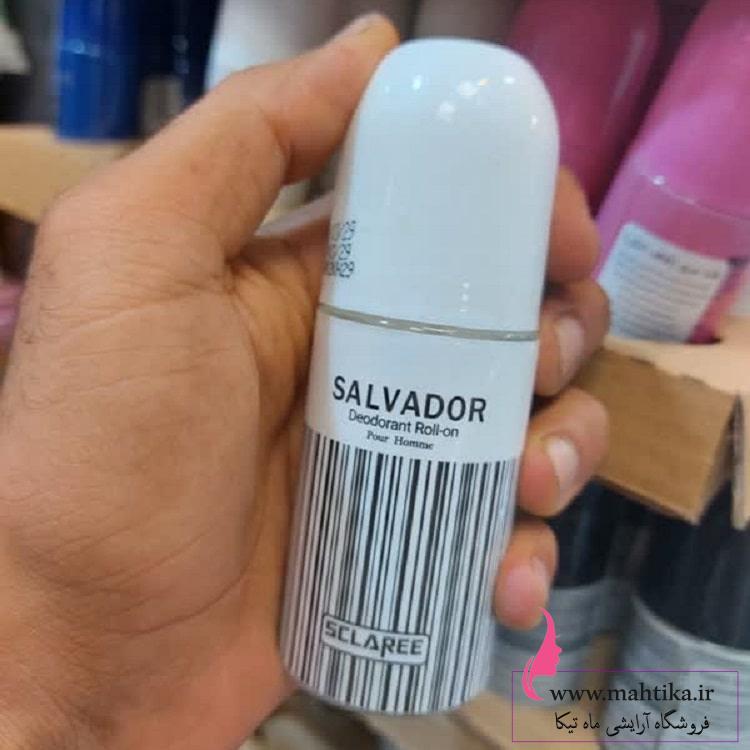 SALVADOR
Deodorant Roll-on
Pour Homme
SCLAREE
www.mahtika.ir
فروشگاه آرایشی ماه تیکا